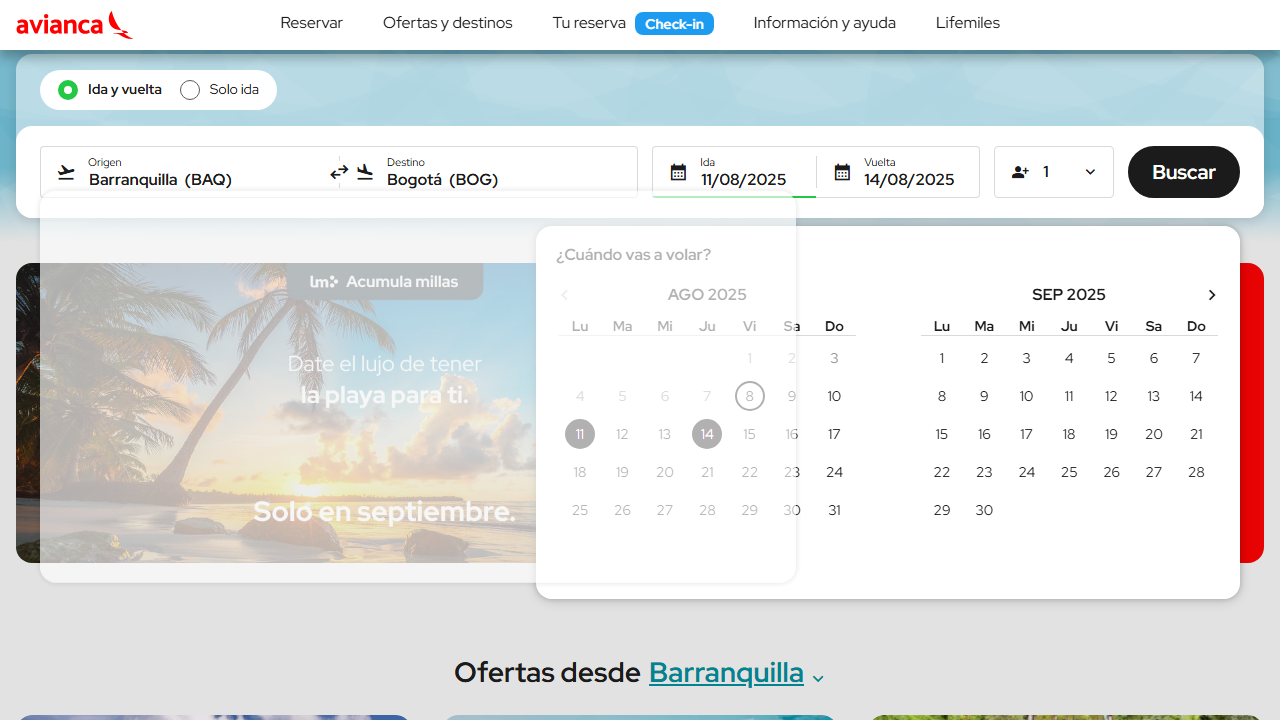 avianca
Reservar
Ofertas y destinos
Tu reserva
Check-in
Información y ayuda
Lifemiles
Ida y vuelta
Solo ida
Origen
Barranquilla (BAQ)
Destino
Bogotá (BOG)
Ida
11/08/2025
Vuelta
14/08/2025
1
Buscar
lm Acumula millas
Date el lujo de tener
la playa para ti.
Solo en septiembre.
¿Cuándo vas a volar?
AGO 2025
Lu Ma Mi Ju Vi Sa Do
1 2 3
4 5 6 7 8 9 10
11 12 13 14 15 16 17
18 19 20 21 22 23 24
25 26 27 28 29 30 31
SEP 2025
Lu Ma Mi Ju Vi Sa Do
1 2 3 4 5 6 7
8 9 10 11 12 13 14
15 16 17 18 19 20 21
22 23 24 25 26 27 28
29 30
Ofertas desde Barranquilla